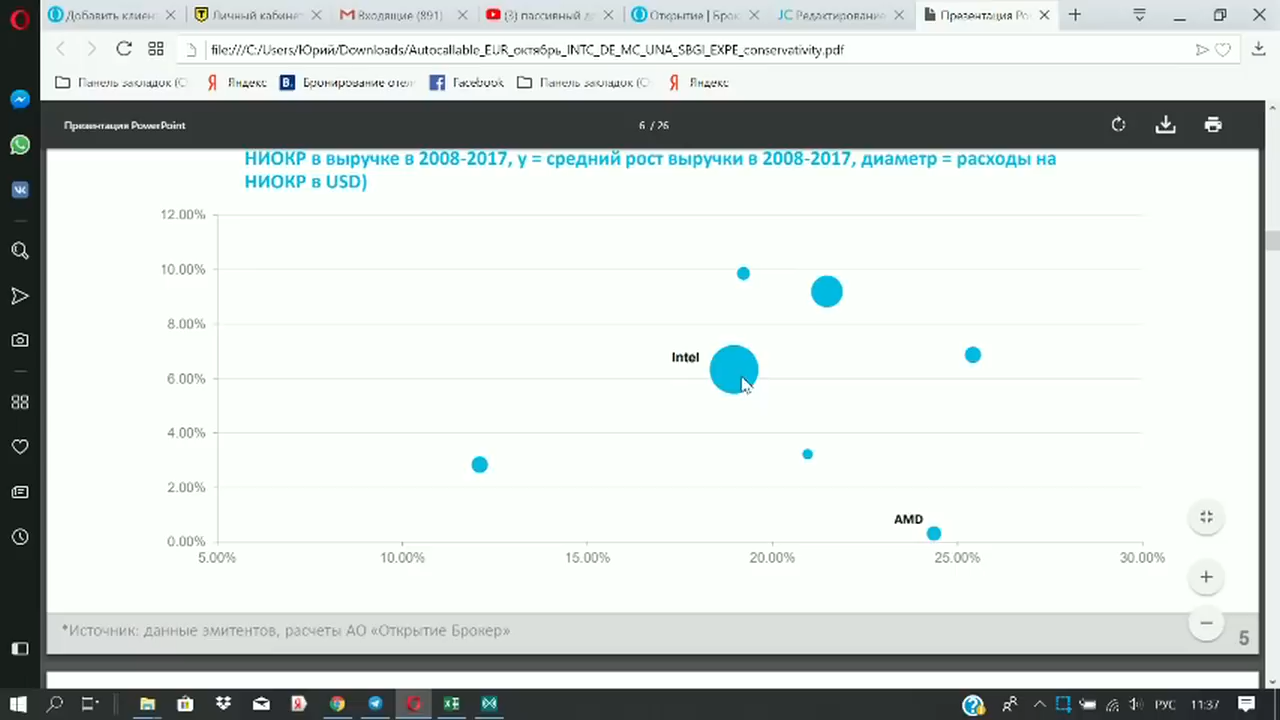 Добавить клиен
Личный кабинет
Входящие (891)
(3) пассивный д
Открытие | Брок
Редактирование
Презентация Po
file:///C:/Users/Юрий/Downloads/Autocallable_EUR_октябрь_INTC_DE_MC_UNA_SBGI_EXPE_conservativity.pdf
Панель закладок (О
Яндекс
Бронирование отел
Facebook
Панель закладок (О
Яндекс
Презентация PowerPoint
6 / 26
НИОКР в выручке в 2008-2017, y = средний рост выручки в 2008-2017, диаметр = расходы на
НИОКР в USD)
12.00%
10.00%
8.00%
Intel
6.00%
4.00%
2.00%
AMD
0.00%
5.00% 10.00% 15.00% 20.00% 25.00% 30.00%
*Источник: данные эмитентов, расчеты АО «Открытие Брокер»
5
РУС
11:37